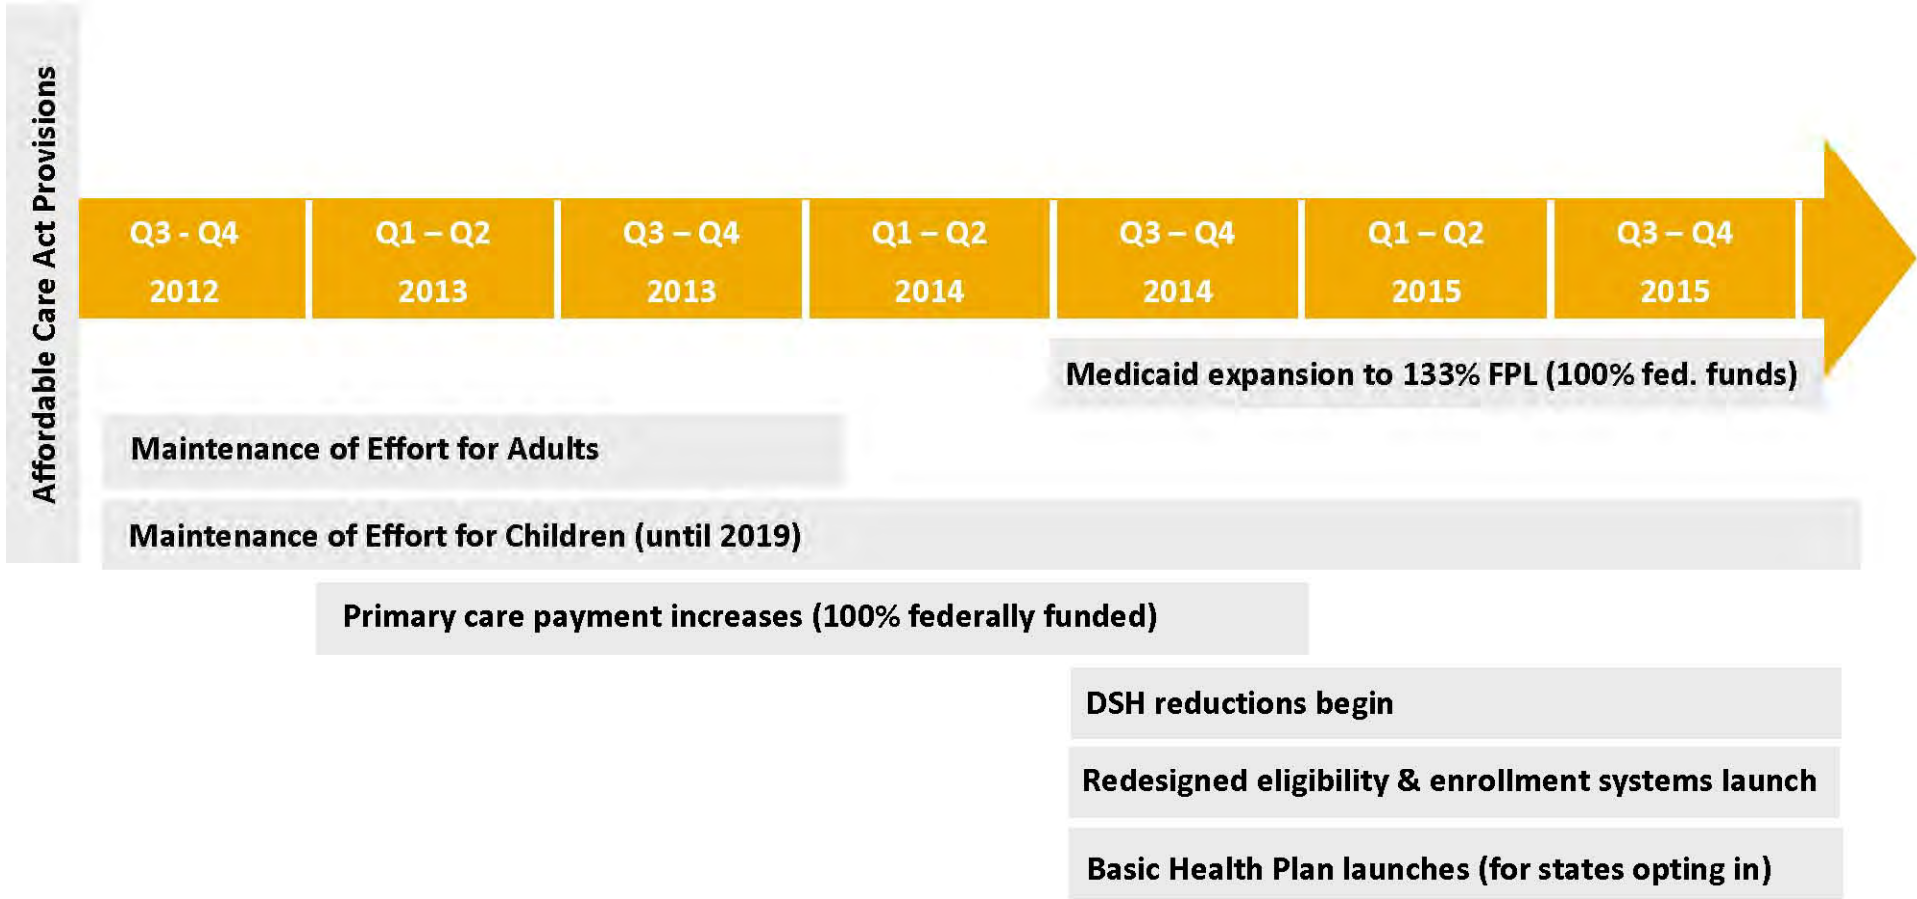 Affordable Care Act Provisions
Q3 - Q4 Q1 – Q2 Q3 – Q4 Q1 – Q2 Q3 – Q4 Q1 – Q2 Q3 – Q4
2012 2013 2013 2014 2014 2015 2015
Medicaid expansion to 133% FPL (100% fed. funds)
Maintenance of Effort for Adults
Maintenance of Effort for Children (until 2019)
Primary care payment increases (100% federally funded)
DSH reductions begin
Redesigned eligibility & enrollment systems launch
Basic Health Plan launches (for states opting in)